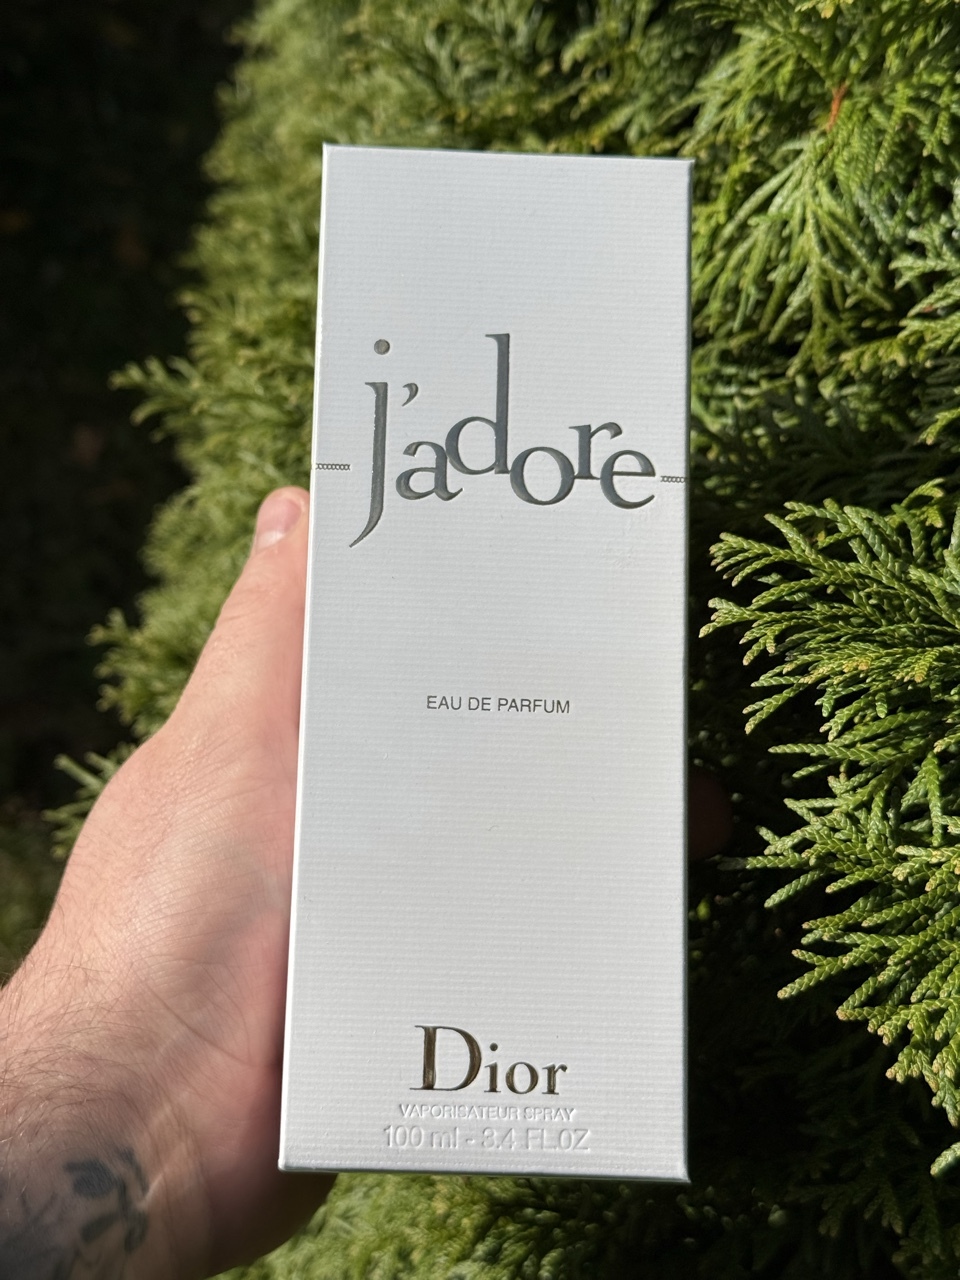 j'adore
EAU DE PARFUM
Dior
VAPORISATEUR SPRAY
100 ml - 3.4 FL.OZ